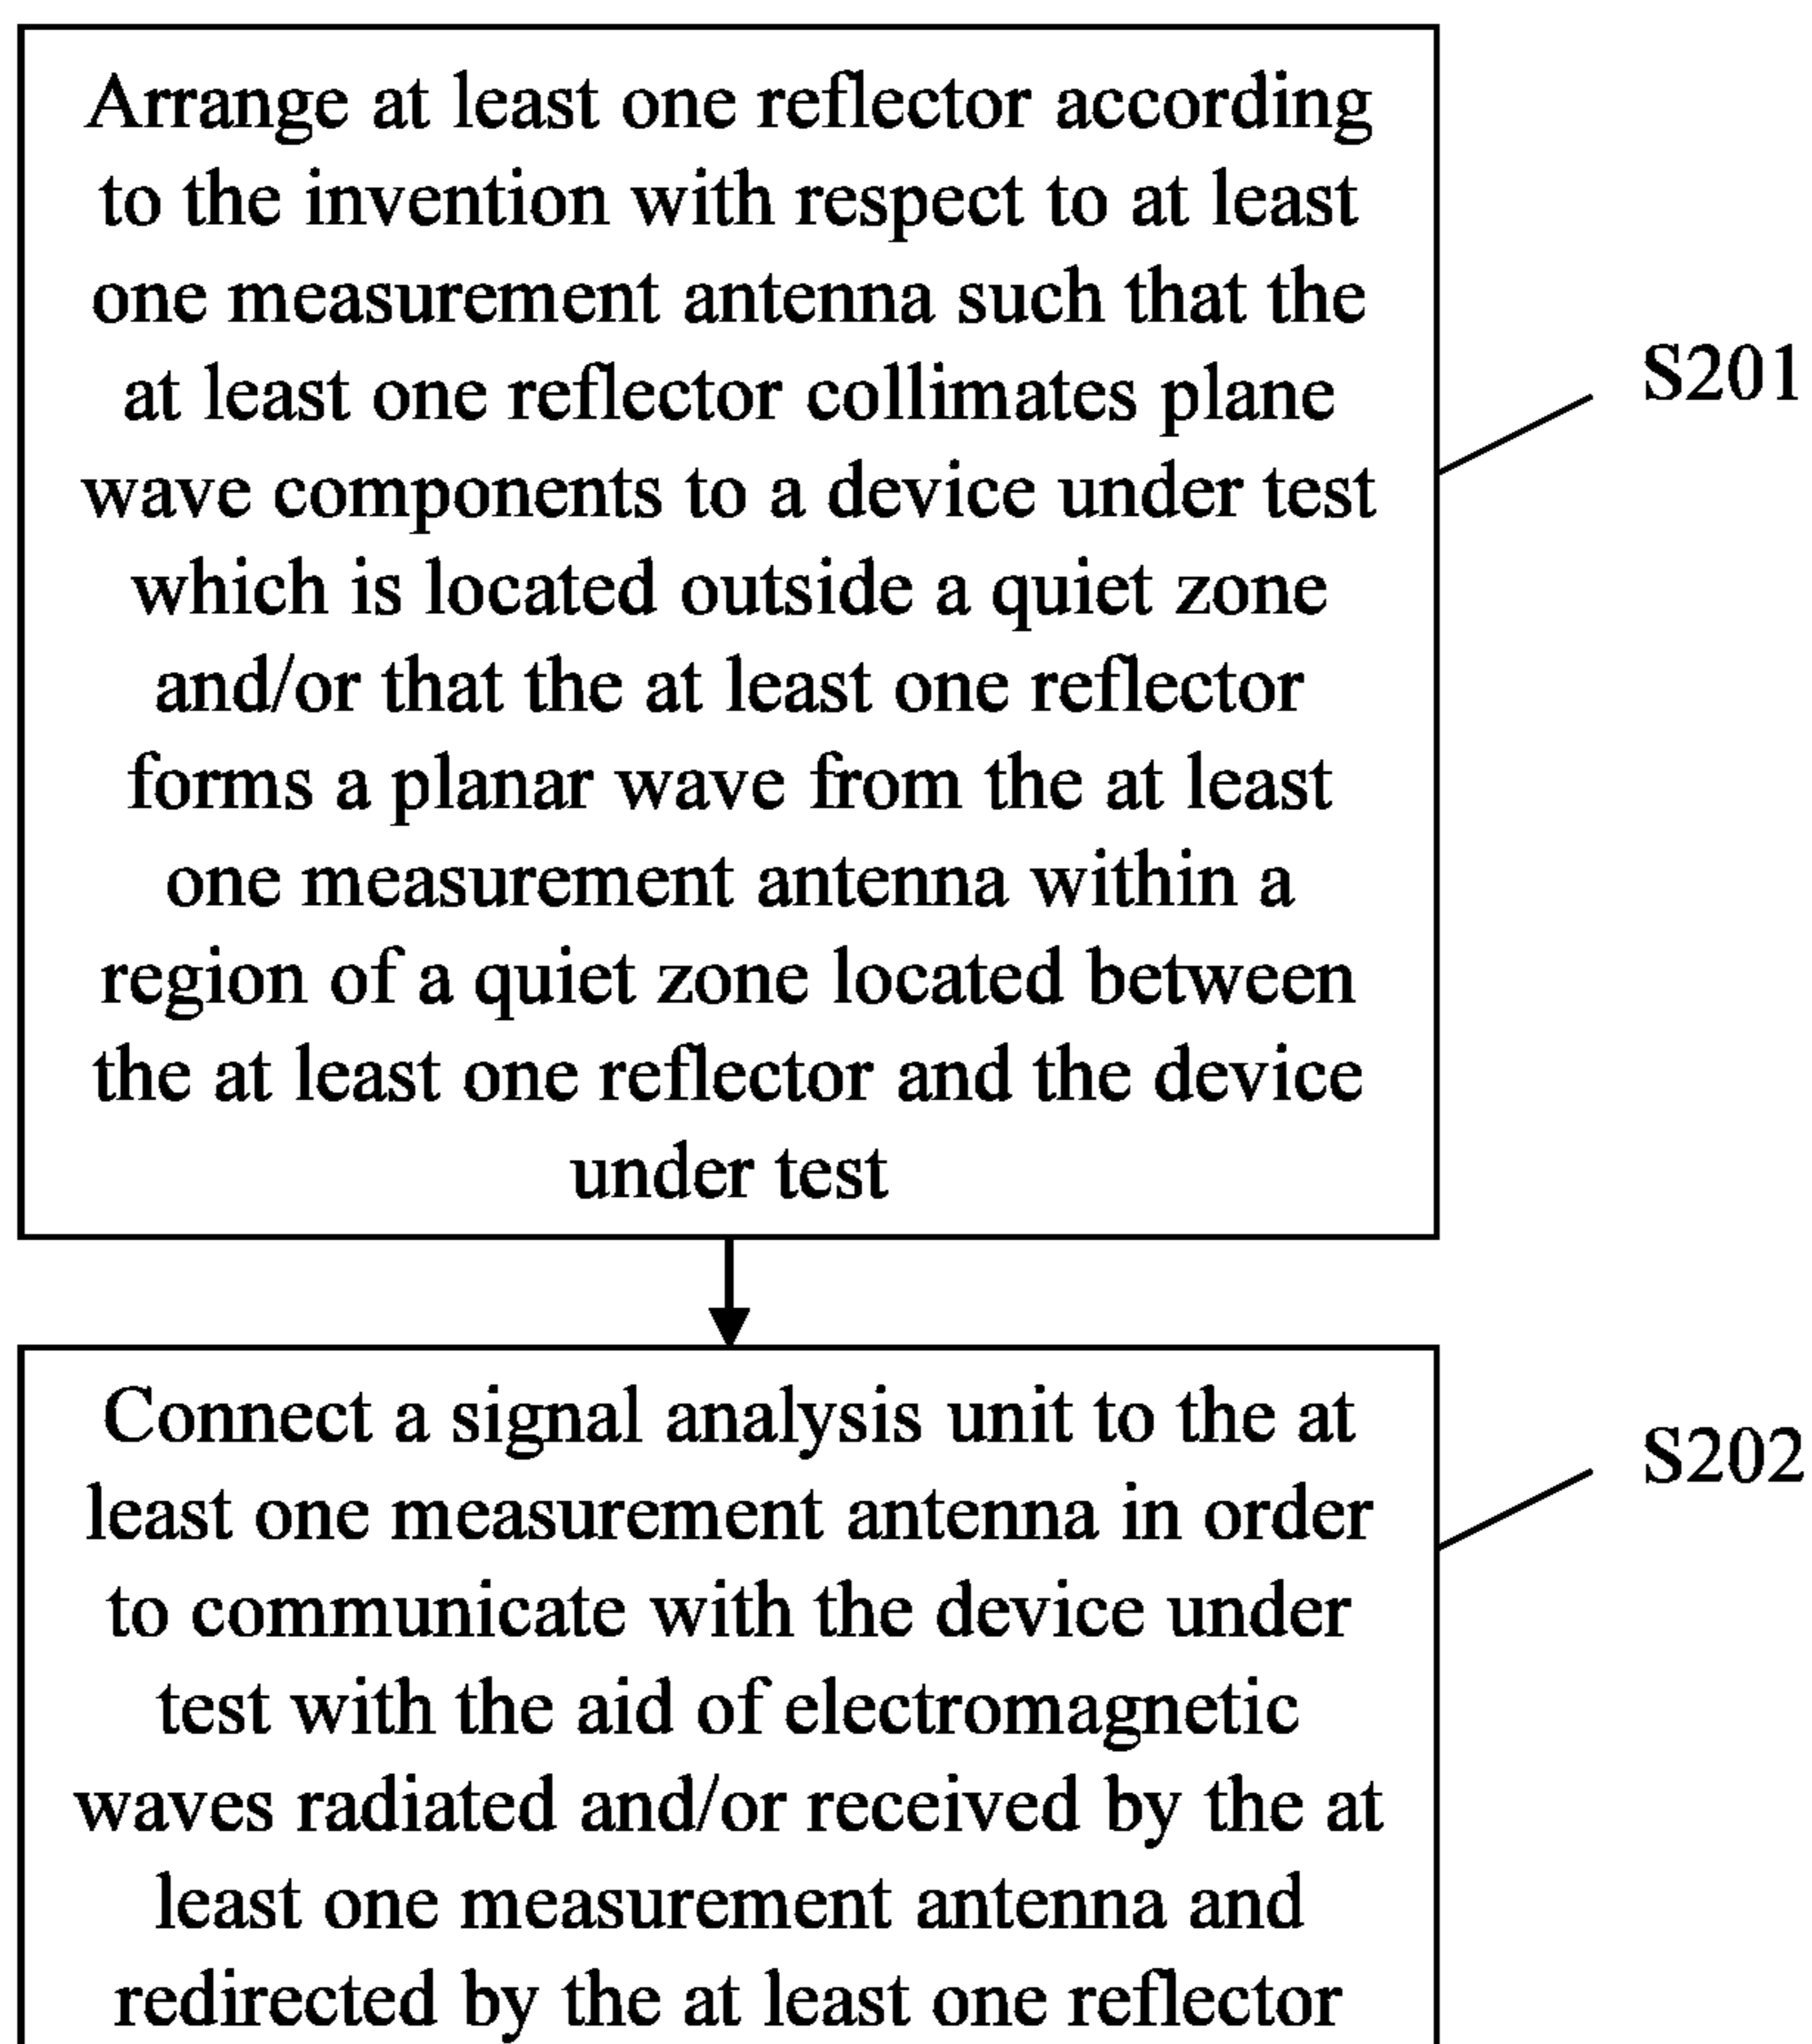 Arrange at least one reflector according
to the invention with respect to at least
one measurement antenna such that the
at least one reflector collimates plane
wave components to a device under test
which is located outside a quiet zone
and/or that the at least one reflector
forms a planar wave from the at least
one measurement antenna within a
region of a quiet zone located between
the at least one reflector and the device
under test
S201
Connect a signal analysis unit to the at
least one measurement antenna in order
to communicate with the device under
test with the aid of electromagnetic
waves radiated and/or received by the at
least one measurement antenna and
redirected by the at least one reflector
S202